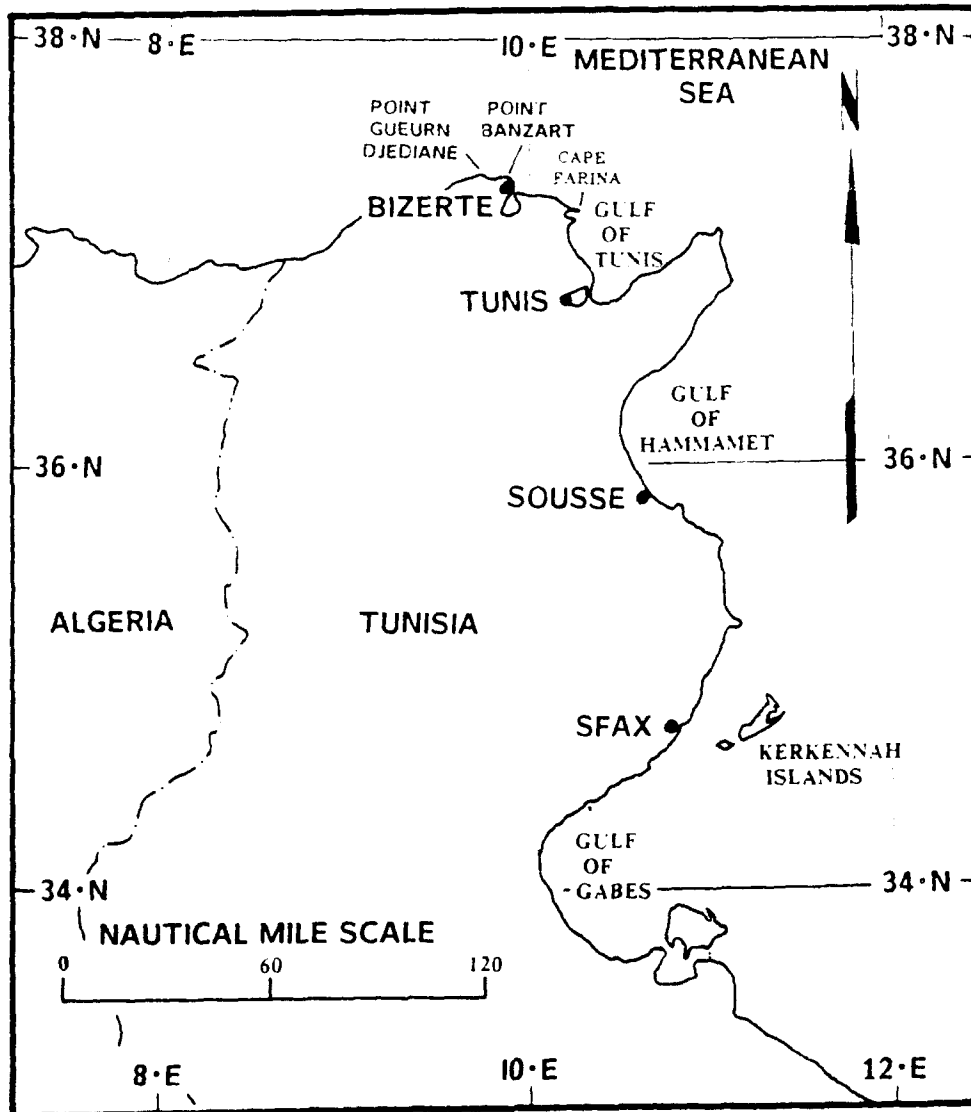 38·N
8·E
10·E
38·N
MEDITERRANEAN
SEA
N
POINT
GUEURN
DJEDIANE
POINT
BANZART
CAPE
FARINA
BIZERTE
GULF
OF
TUNIS
TUNIS
GULF
OF
HAMMAMET
36·N
36·N
SOUSSE
ALGERIA
TUNISIA
SFAX
KERKENNAH
ISLANDS
GULF
OF
GABES
34·N
34·N
NAUTICAL MILE SCALE
0 60 120
8·E
10·E
12·E